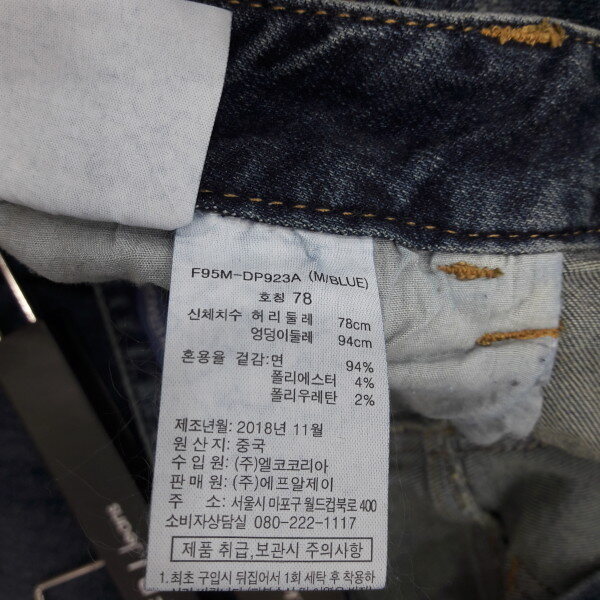 F95M-DP923A (M/BLUE)
호칭 78
신체치수 허리둘레 78cm
엉덩이둘레 94cm
혼용율 겉감:면 94%
폴리에스터 4%
폴리우레탄 2%
제조년월: 2018년 11월
원 산 지: 중국
수 입 원: (주)엘코코리아
판 매 원: (주)에프알제이
주 소: 서울시 마포구 월드컵북로 400
소비자상담실 080-222-1117
제품 취급,보관시 주의사항
1. 최초 구입시 뒤집어서 1회 세탁 후 착용하